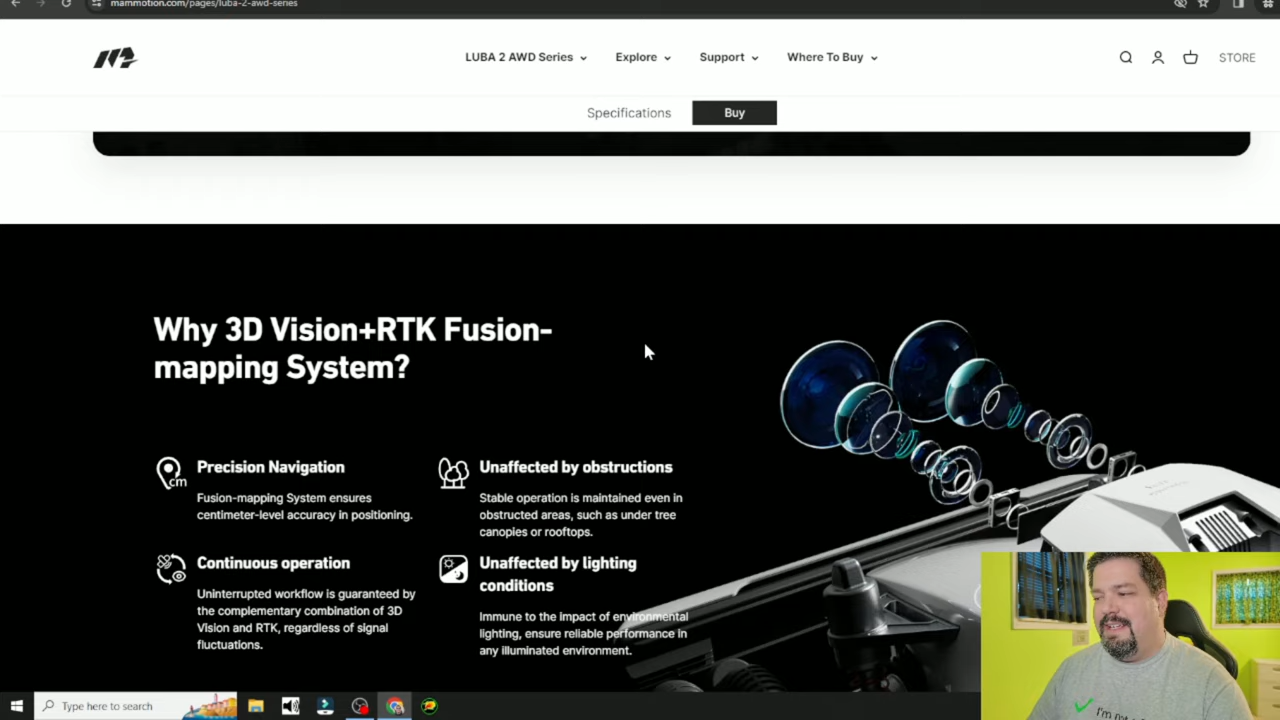 mammotion.com/pages/luba-2-awd-series
LUBA 2 AWD Series
Explore
Support
Where To Buy
STORE
Specifications
Buy
Why 3D Vision+RTK Fusion-
mapping System?
cm
Precision Navigation
Fusion-mapping System ensures
centimeter-level accuracy in positioning.
Unaffected by obstructions
Stable operation is maintained even in
obstructed areas, such as under tree
canopies or rooftops.
Continuous operation
Uninterrupted workflow is guaranteed by
the complementary combination of 3D
Vision and RTK, regardless of signal
fluctuations.
Unaffected by lighting
conditions
Immune to the impact of environmental
lighting, ensure reliable performance in
any illuminated environment.
Type here to search
I'm not a